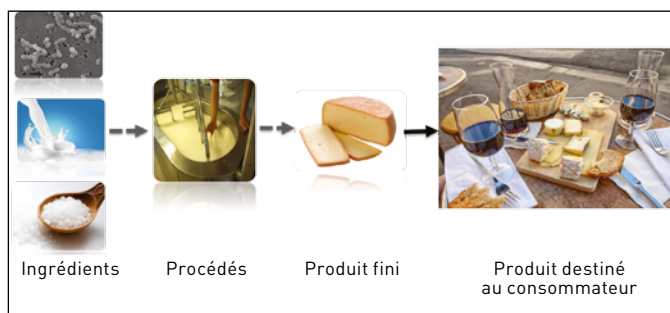 Ingrédients
Procédés
Produit fini
Produit destiné
au consommateur